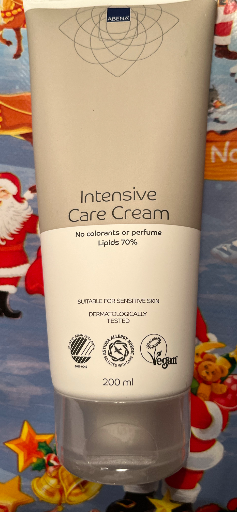 ABENA
Intensive
Care Cream
No colorants or perfume
Lipids 70%
SUITABLE FOR SENSITIVE SKIN
DERMATOLOGICALLY
TESTED
Vegan
200 ml
No